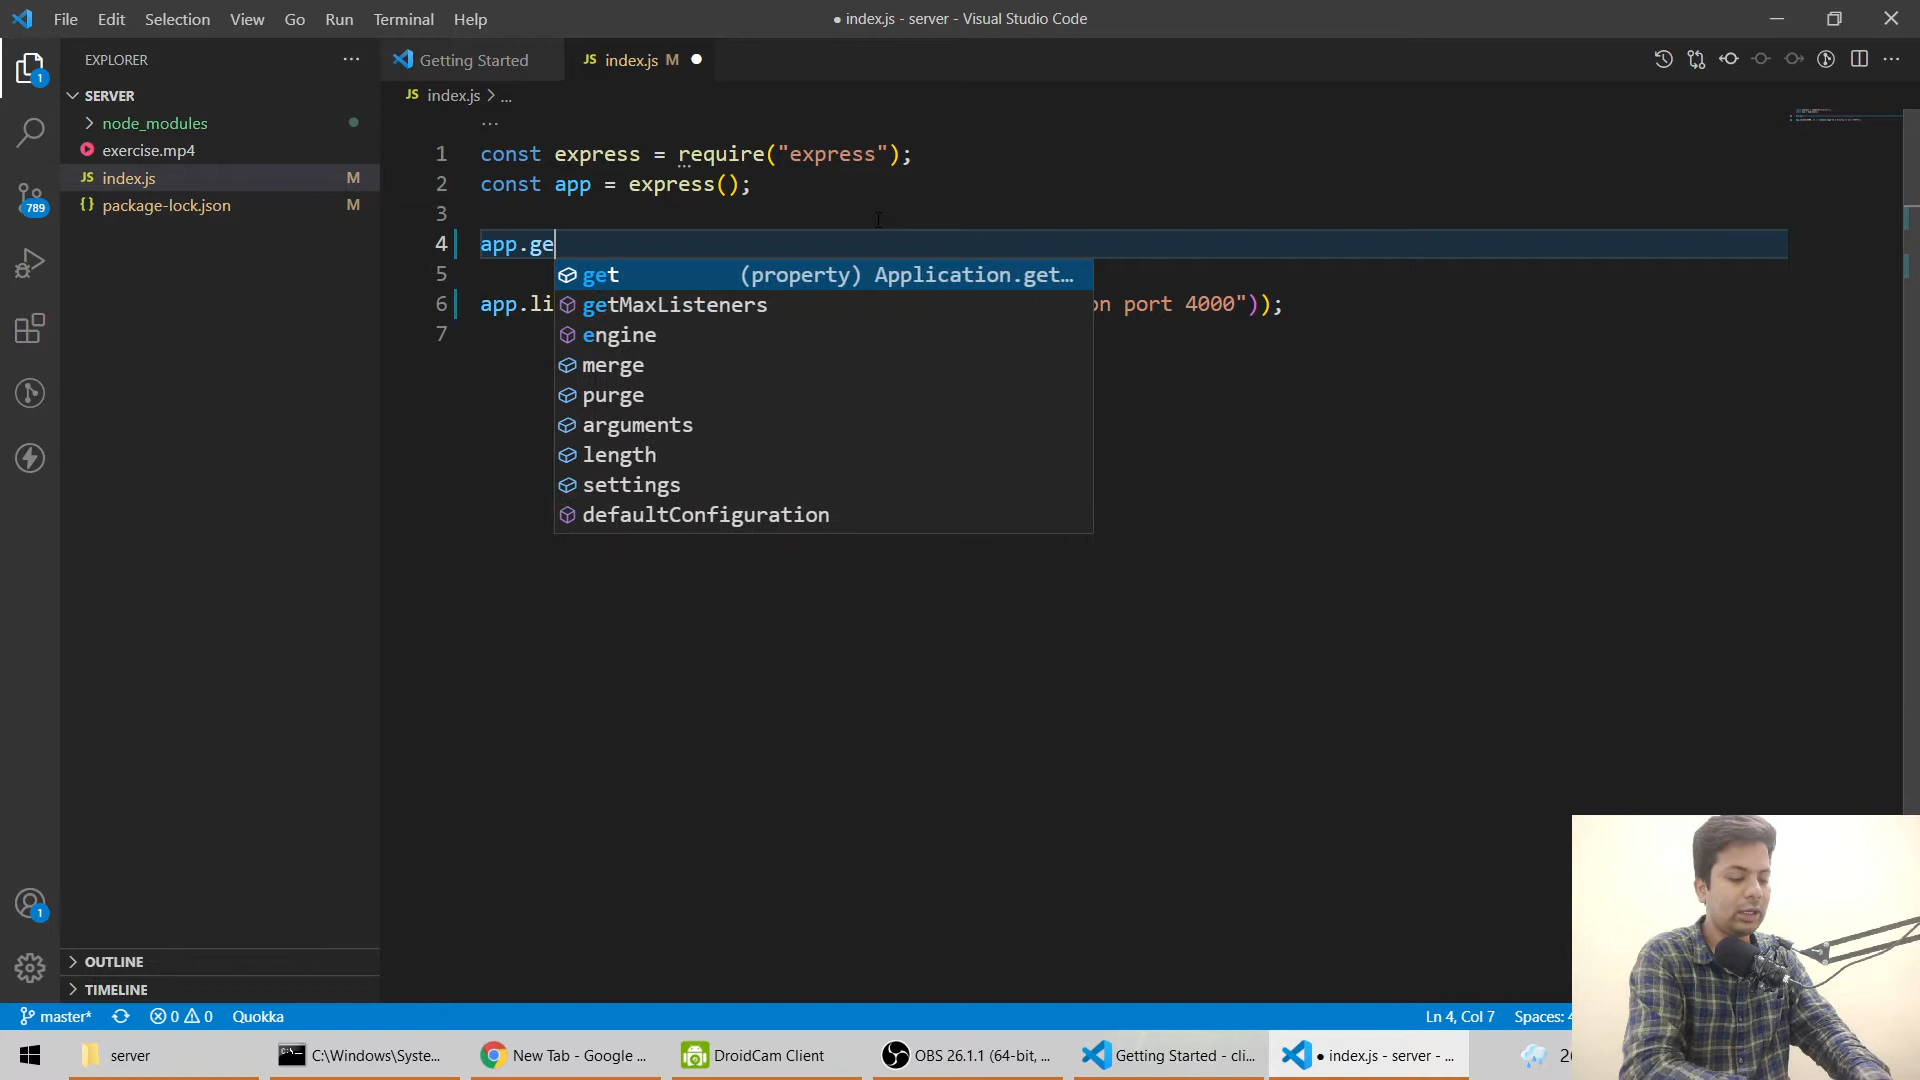 File Edit Selection View Go Run Terminal Help
● index.js - server - Visual Studio Code
EXPLORER
Getting Started
JS index.js M
SERVER
JS index.js > ...
node_modules
exercise.mp4
JS index.js M
{} package-lock.json M
1
789
1 const express = require("express");
2 const app = express();
3
4 app.ge
5
6 app.li on port 4000"));
7
get (property) Application.get…
getMaxListeners
engine
merge
purge
arguments
length
settings
defaultConfiguration
1
OUTLINE
TIMELINE
master* 0 0 Quokka
Ln 4, Col 7 Spaces:
server
C:\Windows\Syste...
New Tab - Google ...
DroidCam Client
OBS 26.1.1 (64-bit, ...
Getting Started - cli...
● index.js - server - ...